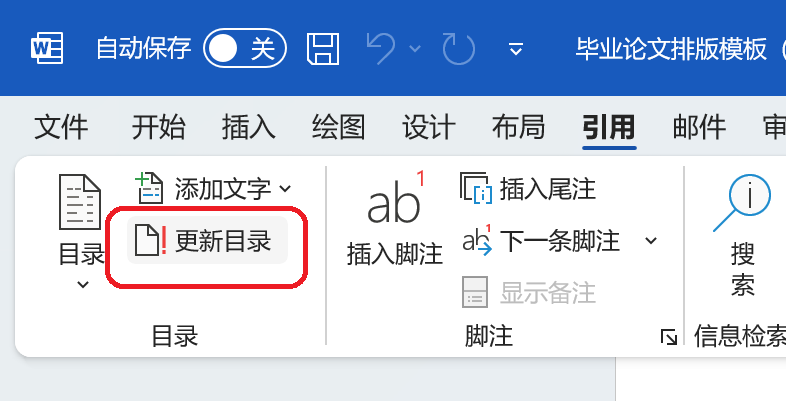 自动保存 关 毕业论文排版模板
文件 开始 插入 绘图 设计 布局 引用 邮件 审
目录
添加文字
更新目录
目录
ab1
插入脚注
插入尾注
下一条脚注
显示备注
脚注
搜
索
信息检索